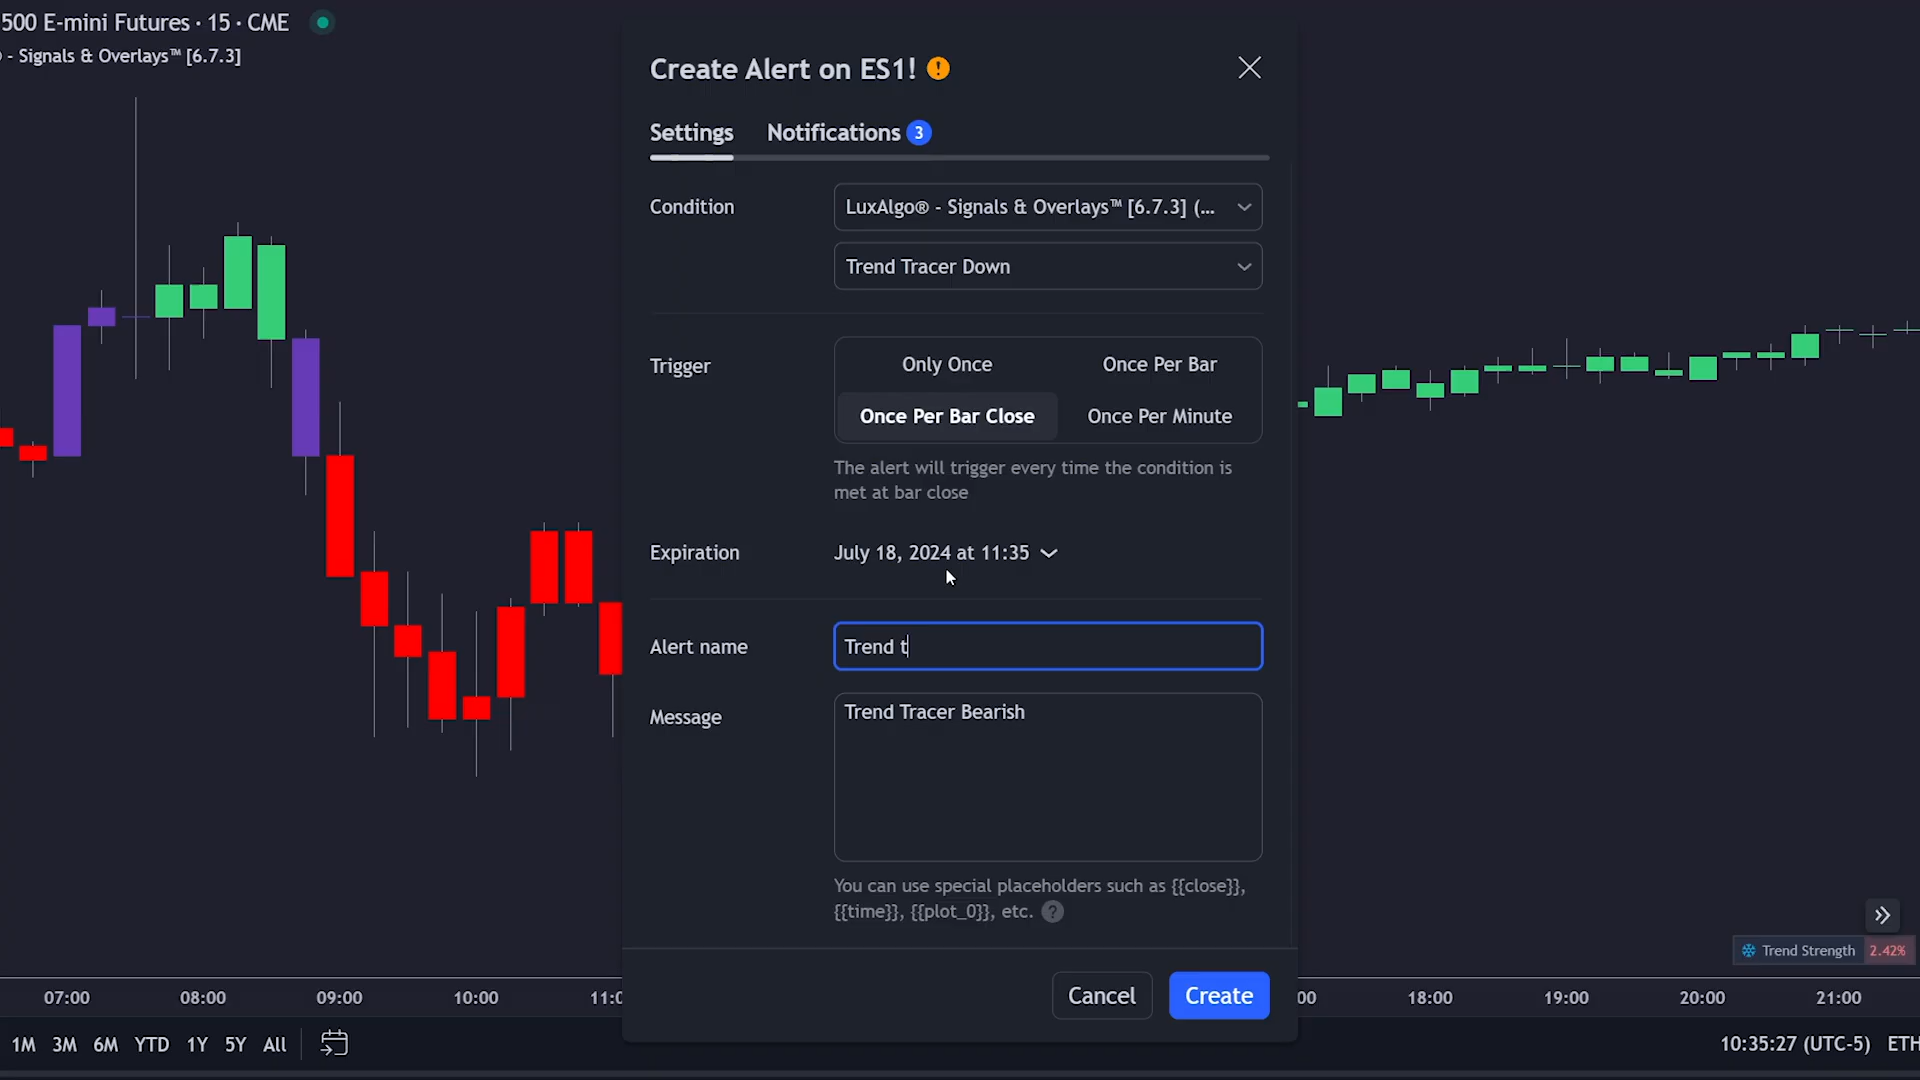 500 E-mini Futures · 15 · CME
- Signals & Overlays™ [6.7.3]
Create Alert on ES1!
Settings
Notifications 3
Condition
LuxAlgo® - Signals & Overlays™ [6.7.3] (...
Trend Tracer Down
Trigger
Only Once
Once Per Bar
Once Per Bar Close
Once Per Minute
The alert will trigger every time the condition is
met at bar close
Expiration
July 18, 2024 at 11:35
Alert name
Trend t
Message
Trend Tracer Bearish
You can use special placeholders such as {{close}},
{{time}}, {{plot_0}}, etc. ?
Cancel
Create
Trend Strength 2.42%
07:00 08:00 09:00 10:00 11:0 00 18:00 19:00 20:00 21:00
1M 3M 6M YTD 1Y 5Y All
10:35:27 (UTC-5) ETH